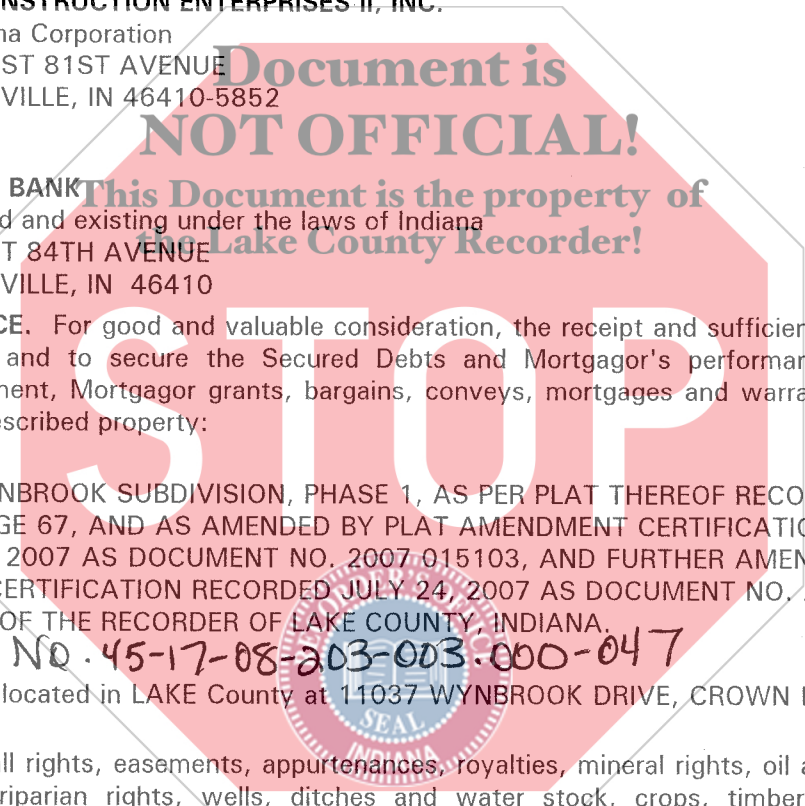 NSTRUCTION ENTERPRISES II, INC.
na Corporation
ST 81ST AVENUE
VILLE, IN 46410-5852
Document is
NOT OFFICIAL!
This Document is the property of
the Lake County Recorder!
BANK
d and existing under the laws of Indiana
T 84TH AVENUE
VILLE, IN 46410
CE. For good and valuable consideration, the receipt and sufficien
and to secure the Secured Debts and Mortgagor's performan
ment, Mortgagor grants, bargains, conveys, mortgages and warra
escribed property:
STOP
NBROOK SUBDIVISION, PHASE 1, AS PER PLAT THEREOF RECO
GE 67, AND AS AMENDED BY PLAT AMENDMENT CERTIFICATIO
2007 AS DOCUMENT NO. 2007 015103, AND FURTHER AMEN
CERTIFICATION RECORDED JULY 24, 2007 AS DOCUMENT NO.
OF THE RECORDER OF LAKE COUNTY, INDIANA.
NO. 45-17-08-203-003.000-047
located in LAKE County at 11037 WYNBROOK DRIVE, CROWN
SEAL
INDIANA
ll rights, easements, appurtenances, royalties, mineral rights, oil a
riparian rights, wells, ditches and water stock, crops, timber